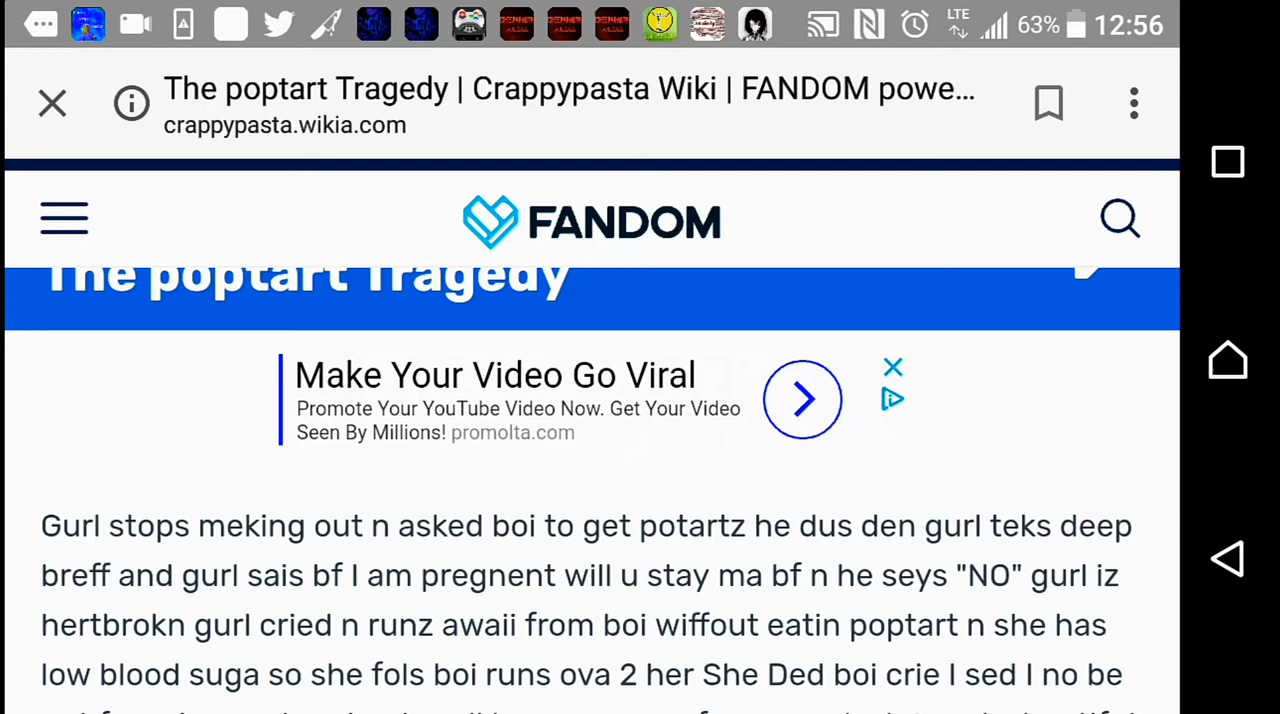 LTE 63% 12:56
The poptart Tragedy | Crappypasta Wiki | FANDOM powe...
crappypasta.wikia.com
FANDOM
The poptart Tragedy
Make Your Video Go Viral
Promote Your YouTube Video Now. Get Your Video
Seen By Millions! promolta.com
Gurl stops meking out n asked boi to get potartz he dus den gurl teks deep
breff and gurl sais bf I am pregnent will u stay ma bf n he seys "NO" gurl iz
hertbrokn gurl cried n runz awaii from boi wiffout eatin poptart n she has
low blood suga so she fols boi runs ova 2 her She Ded boi crie I sed I no be